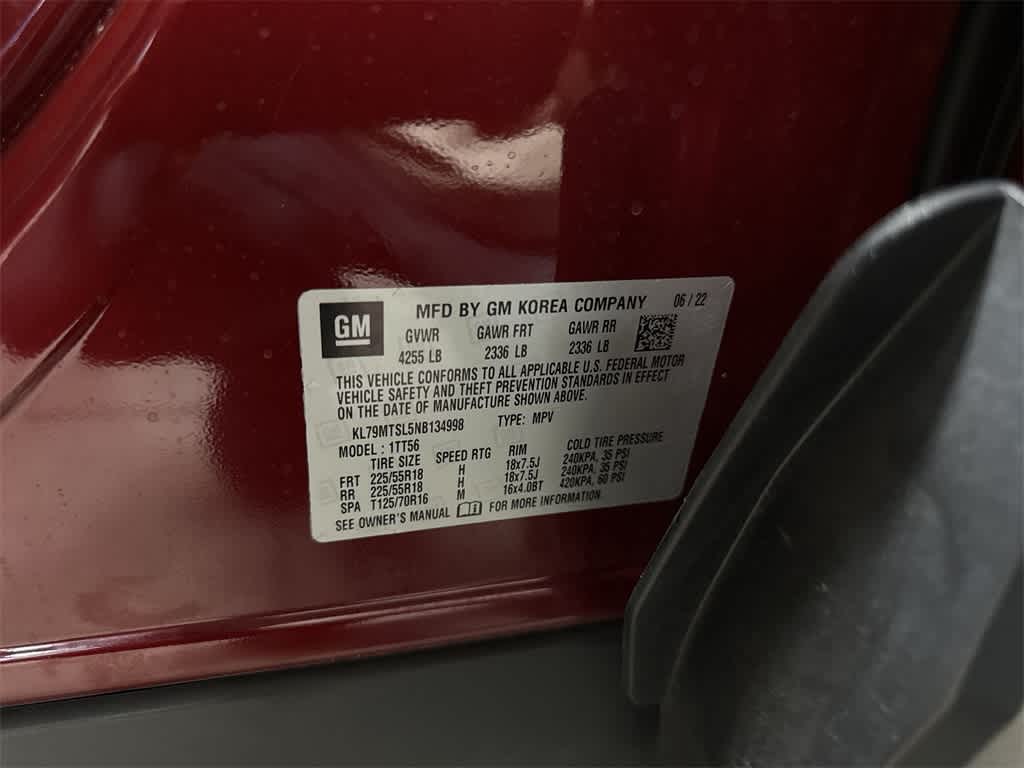 GM
MFD BY GM KOREA COMPANY 06 / 22
GVWR GAWR FRT GAWR RR
4255 LB 2336 LB 2336 LB
THIS VEHICLE CONFORMS TO ALL APPLICABLE U.S. FEDERAL MOTOR
VEHICLE SAFETY AND THEFT PREVENTION STANDARDS IN EFFECT
ON THE DATE OF MANUFACTURE SHOWN ABOVE.
KL79MTSL5NB134998 TYPE: MPV
MODEL: 1TT56
TIRE SIZE SPEED RTG RIM COLD TIRE PRESSURE
FRT 225/55R18 H 18x7.5J 240KPA, 35 PSI
RR 225/55R18 H 18x7.5J 240KPA, 35 PSI
SPA T125/70R16 M 16x4.0BT 420KPA, 60 PSI
SEE OWNER'S MANUAL FOR MORE INFORMATION.